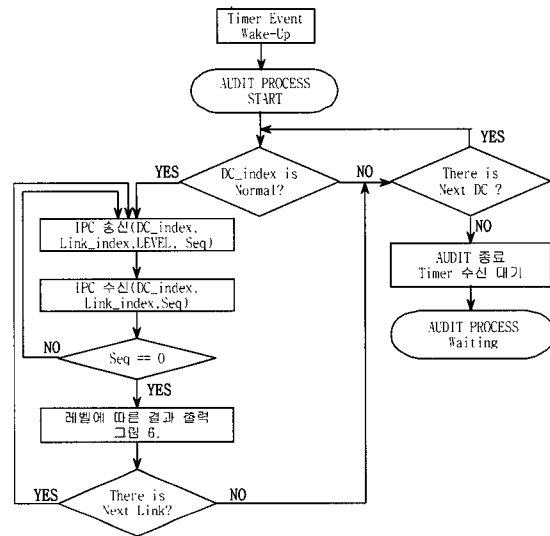 Timer Event
Wake-Up
AUDIT PROCESS
START
YES
YES
DC_index is
Normal?
NO
There is
Next DC ?
NO
IPC 송신(DC_index,
Link_index,LEVEL, Seq)
AUDIT 종료
Timer 수신 대기
IPC 수신(DC_index,
Link_index,Seq)
AUDIT PROCESS
Waiting
NO
Seq == 0
YES
레벨에 따른 결과 출력
그림 6.
YES
There is
Next Link?
NO